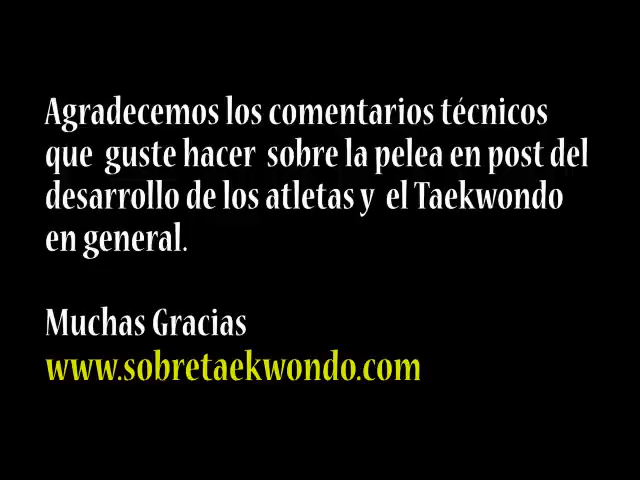 Agradecemos los comentarios técnicos
que guste hacer sobre la pelea en post del
desarrollo de los atletas y el Taekwondo
en general.
Muchas Gracias
www.sobretaekwondo.com